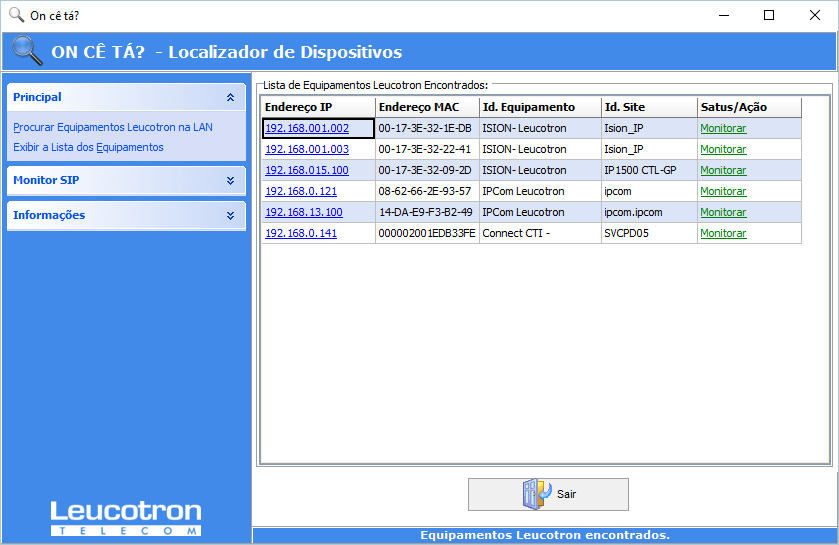 On cê tá?
ON CÊ TÁ? - Localizador de Dispositivos
Principal
Procurar Equipamentos Leucotron na LAN
Exibir a Lista dos Equipamentos
Monitor SIP
Informações
Lista de Equipamentos Leucotron Encontrados:
Endereço IP Endereço MAC Id. Equipamento Id. Site Satus/Ação
192.168.001.002 00-17-3E-32-1E-DB ISION- Leucotron Ision_IP Monitorar
192.168.001.003 00-17-3E-32-22-41 ISION- Leucotron Ision_IP Monitorar
192.168.015.100 00-17-3E-32-09-2D ISION- Leucotron IP1500 CTL-GP Monitorar
192.168.0.121 08-62-66-2E-93-57 IPCom Leucotron ipcom Monitorar
192.168.13.100 14-DA-E9-F3-B2-49 IPCom Leucotron ipcom.ipcom Monitorar
192.168.0.141 000002001EDB33FE Connect CTI - SVCPD05 Monitorar
Sair
Leucotron
TELECOM
Equipamentos Leucotron encontrados.